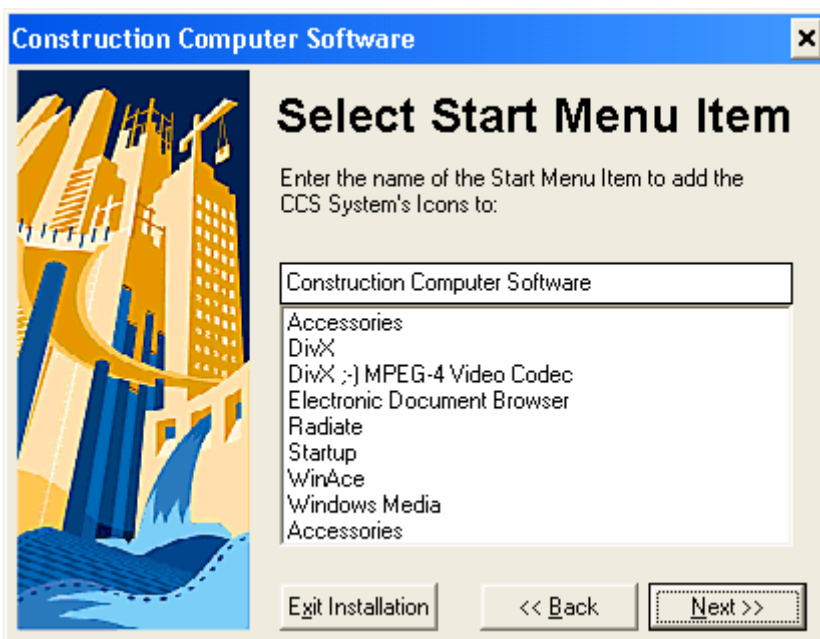 Construction Computer Software
Select Start Menu Item
Enter the name of the Start Menu Item to add the
CCS System's Icons to:
Construction Computer Software
Accessories
DivX
DivX ;-) MPEG-4 Video Codec
Electronic Document Browser
Radiate
Startup
WinAce
Windows Media
Accessories
Exit Installation
<< Back
Next >>